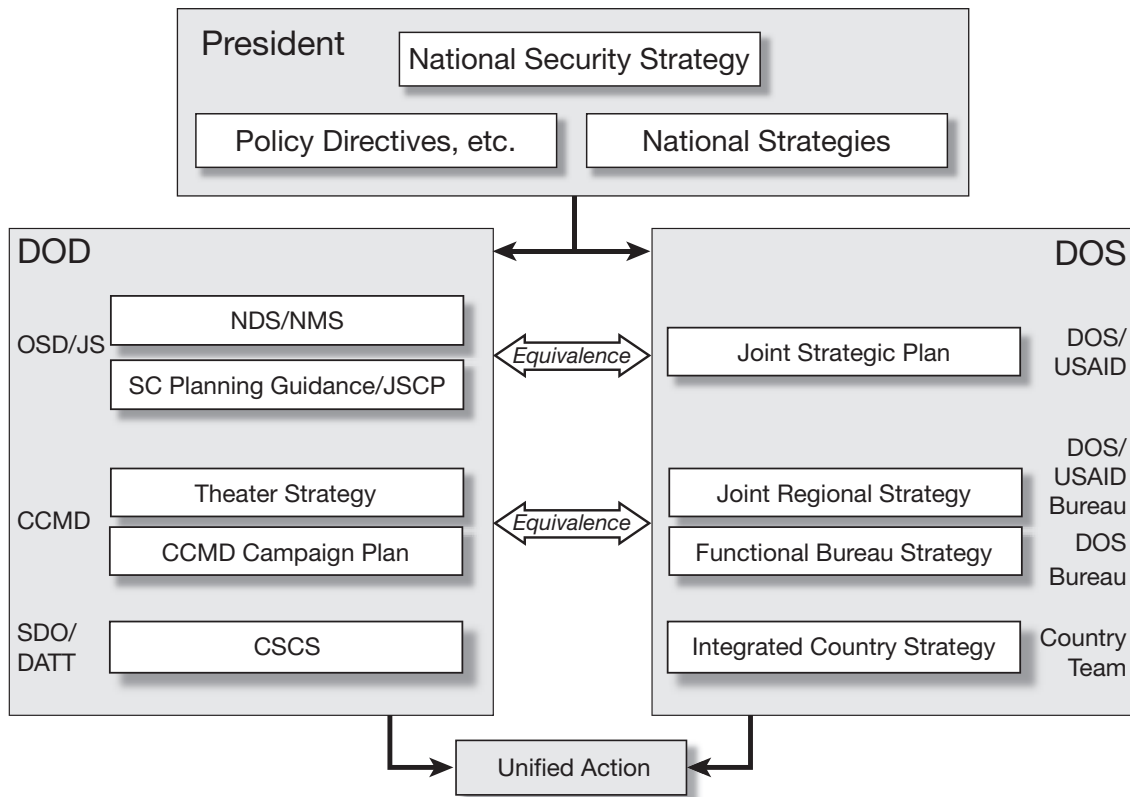 President
National Security Strategy
Policy Directives, etc.
National Strategies
DOD
OSD/JS
NDS/NMS
SC Planning Guidance/JSCP
CCMD
Theater Strategy
CCMD Campaign Plan
SDO/
DATT
CSCS
Equivalence
Equivalence
DOS
Joint Strategic Plan
DOS/
USAID
Joint Regional Strategy
DOS/
USAID
Bureau
Functional Bureau Strategy
DOS
Bureau
Integrated Country Strategy
Country
Team
Unified Action